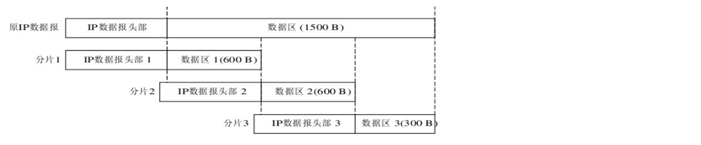 原IP数据报 IP数据报头部 数据区 (1500 B)
分片1 IP数据报头部 1 数据区 1(600 B)
分片2 IP数据报头部 2 数据区 2(600 B)
分片3 IP数据报头部 3 数据区 3(300 B)